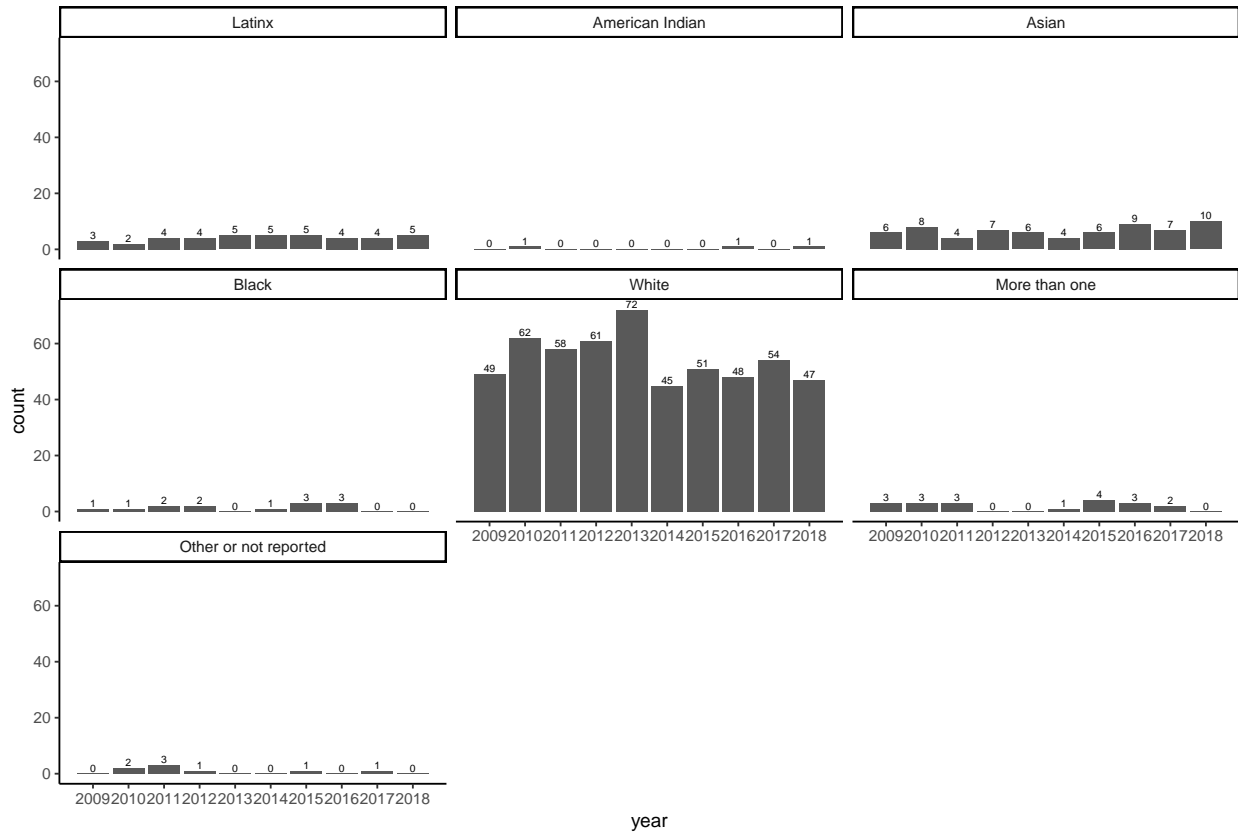 Latinx American Indian Asian
60
40
20
0
3 2 4 4 5 5 5 4 4 5
0 1 0 0 0 0 0 1 0 1
6 8 4 7 6 4 6 9 7 10
Black White More than one
60
40
20
0
1 1 2 2 0 1 3 3 0 0
49 62 58 61 72 45 51 48 54 47
3 3 3 0 0 1 4 3 2 0
2009 2010 2011 2012 2013 2014 2015 2016 2017 2018
2009 2010 2011 2012 2013 2014 2015 2016 2017 2018
Other or not reported
60
40
20
0
0 2 3 1 0 0 1 0 1 0
2009 2010 2011 2012 2013 2014 2015 2016 2017 2018
count
year